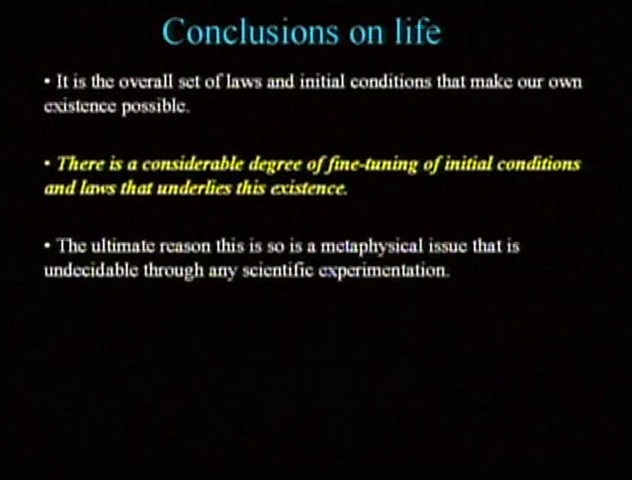 Conclusions on life
• It is the overall set of laws and initial conditions that make our own
existence possible.
• There is a considerable degree of fine-tuning of initial conditions
and laws that underlies this existence.
• The ultimate reason this is so is a metaphysical issue that is
undecidable through any scientific experimentation.